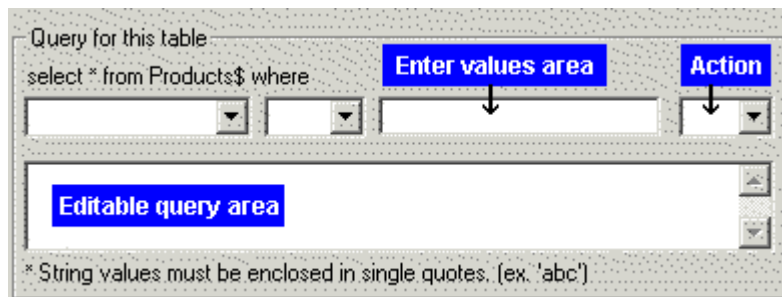 Query for this table
select * from Products$ where
Enter values area
Action
Editable query area
* String values must be enclosed in single quotes. (ex. 'abc')